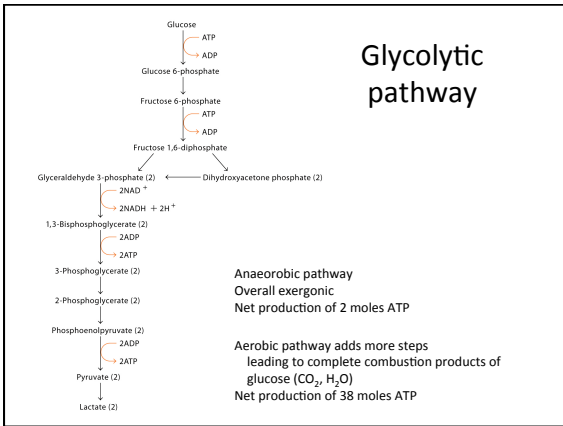 Glycolytic
pathway
Glucose
ATP
ADP
Glucose 6-phosphate
Fructose 6-phosphate
ATP
ADP
Fructose 1,6-diphosphate
Glyceraldehyde 3-phosphate (2)
Dihydroxyacetone phosphate (2)
2NAD⁺
2NADH + 2H⁺
1,3-Bisphosphoglycerate (2)
2ADP
2ATP
3-Phosphoglycerate (2)
2-Phosphoglycerate (2)
Phosphoenolpyruvate (2)
2ADP
2ATP
Pyruvate (2)
Lactate (2)
Anaeorobic pathway
Overall exergonic
Net production of 2 moles ATP
Aerobic pathway adds more steps
leading to complete combustion products of
glucose (CO₂, H₂O)
Net production of 38 moles ATP